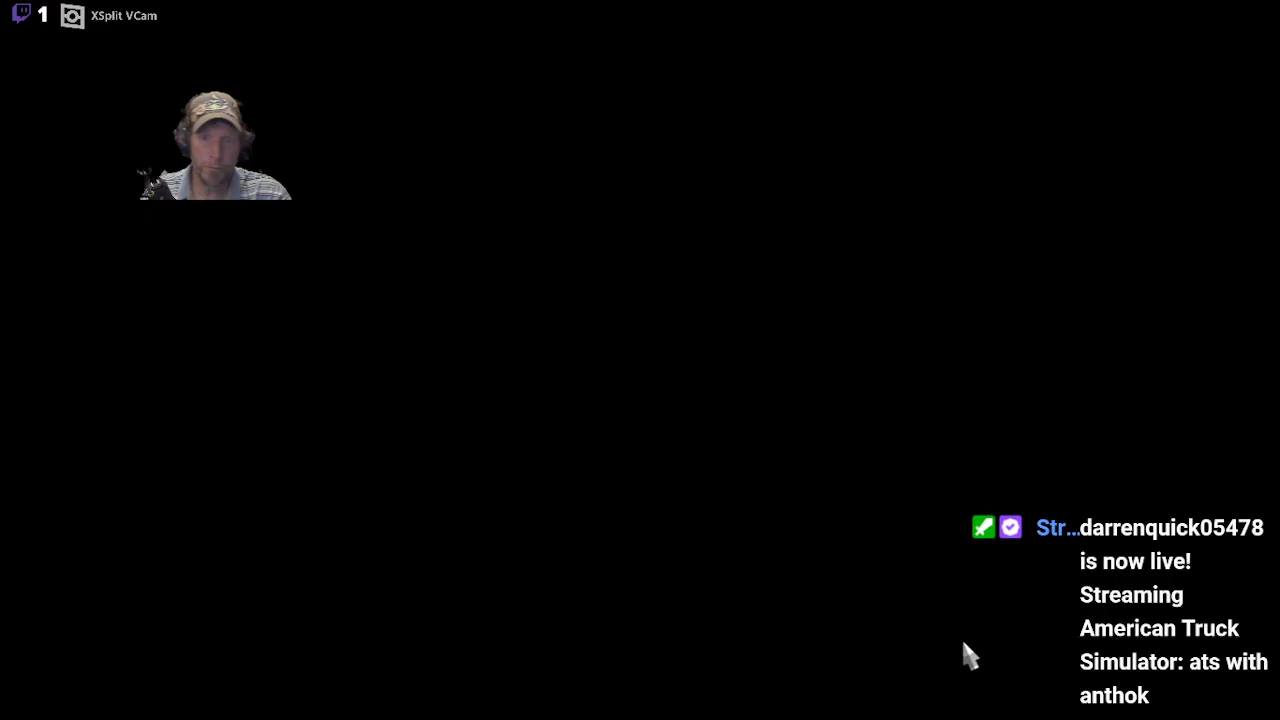 1 XSplit VCam
Str...darrenquick05478
is now live!
Streaming
American Truck
Simulator: ats with
anthok